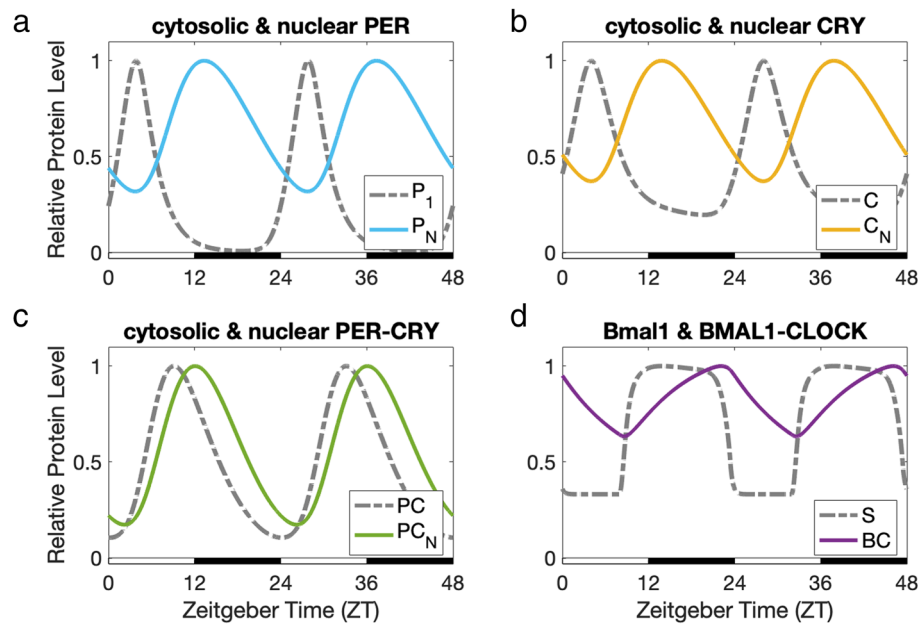 a
cytosolic & nuclear PER
Relative Protein Level
1
0.5
0
P1
PN
0 12 24 36 48
b
cytosolic & nuclear CRY
1
0.5
0
C
CN
0 12 24 36 48
c
cytosolic & nuclear PER-CRY
Relative Protein Level
1
0.5
0
PC
PCN
0 12 24 36 48
Zeitgeber Time (ZT)
d
Bmal1 & BMAL1-CLOCK
1
0.5
0
S
BC
0 12 24 36 48
Zeitgeber Time (ZT)